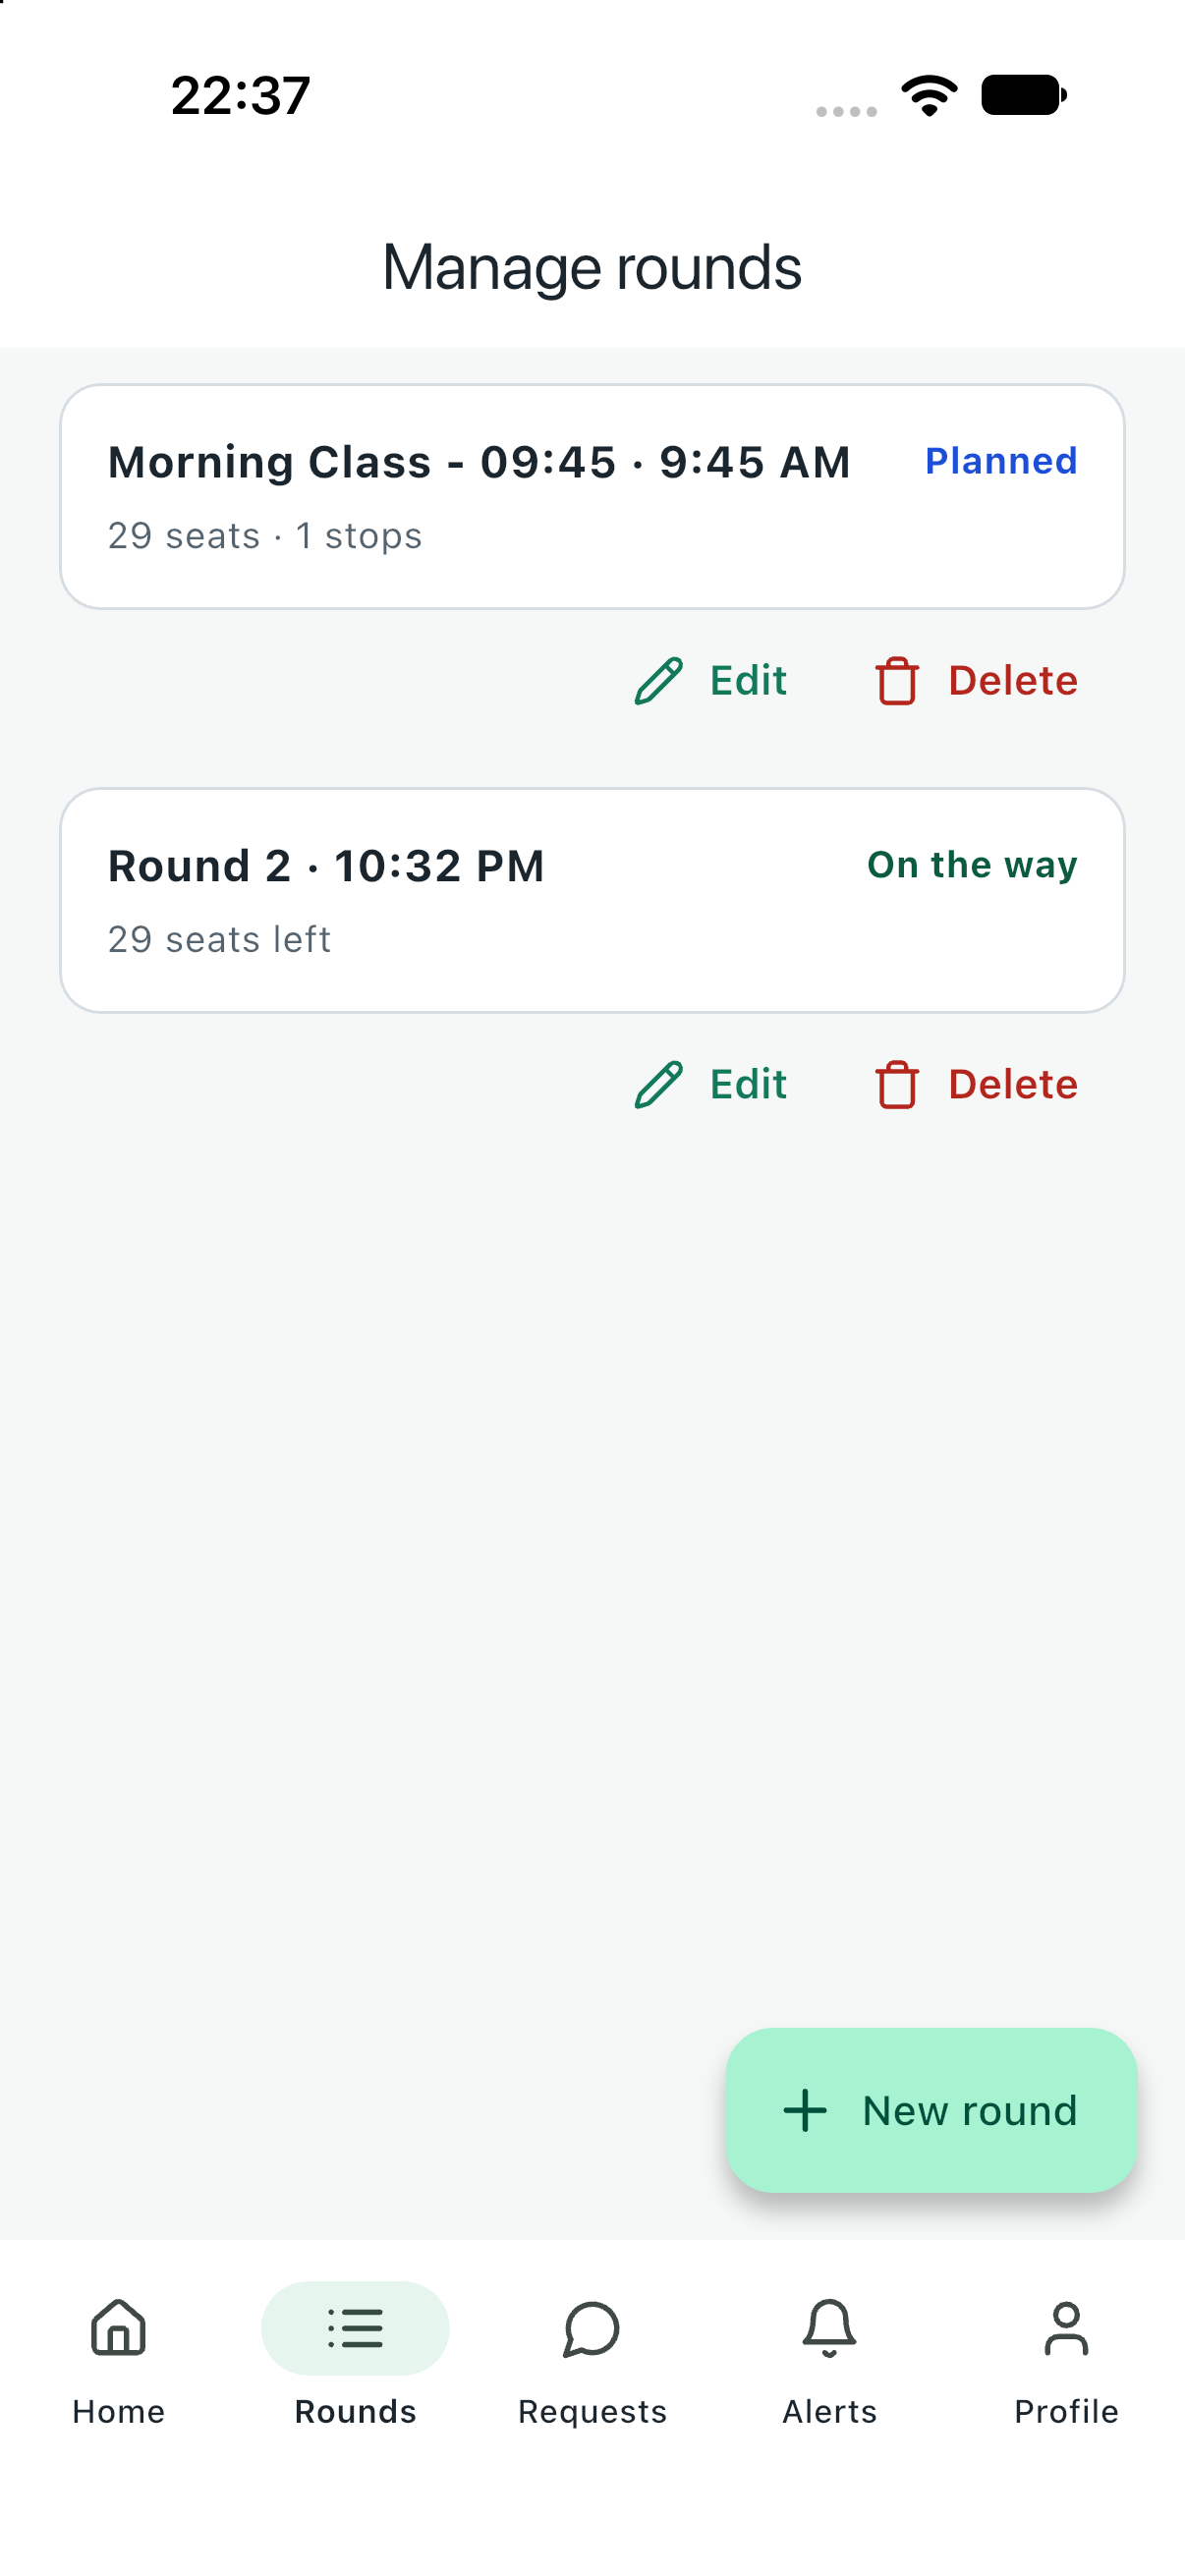 22:37
Manage rounds
Morning Class - 09:45 · 9:45 AM
Planned
29 seats · 1 stops
Edit
Delete
Round 2 · 10:32 PM
On the way
29 seats left
Edit
Delete
New round
Home
Rounds
Requests
Alerts
Profile